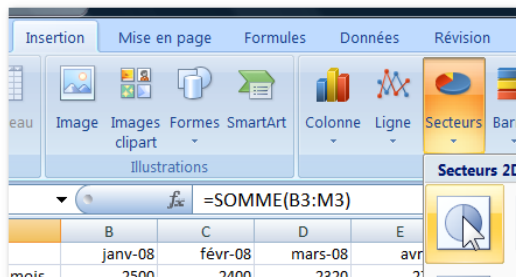 Insertion Mise en page Formules Données Révision
eau Image Images clipart Formes SmartArt Colonne Ligne Secteurs Bar
Illustrations
Secteurs 2D
fx =SOMME(B3:M3)
B C D E
janv-08 févr-08 mars-08 avr
mois 2500 2400 2320